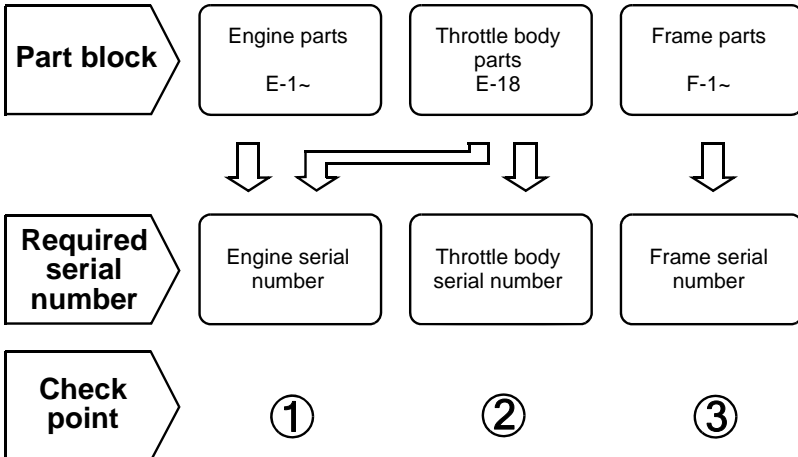 Part block
Engine parts
E-1~
Throttle body
parts
E-18
Frame parts
F-1~
Required
serial
number
Engine serial
number
Throttle body
serial number
Frame serial
number
Check
point
①
②
③